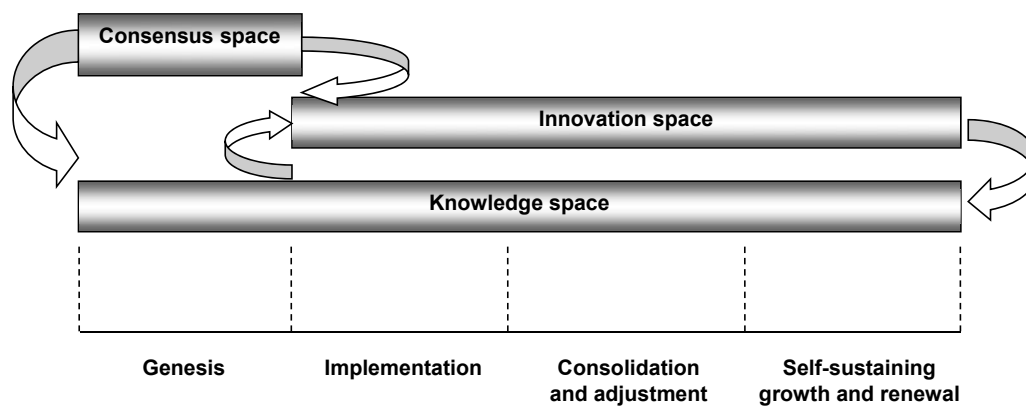 Consensus space
Innovation space
Knowledge space
Genesis
Implementation
Consolidation
and adjustment
Self-sustaining
growth and renewal